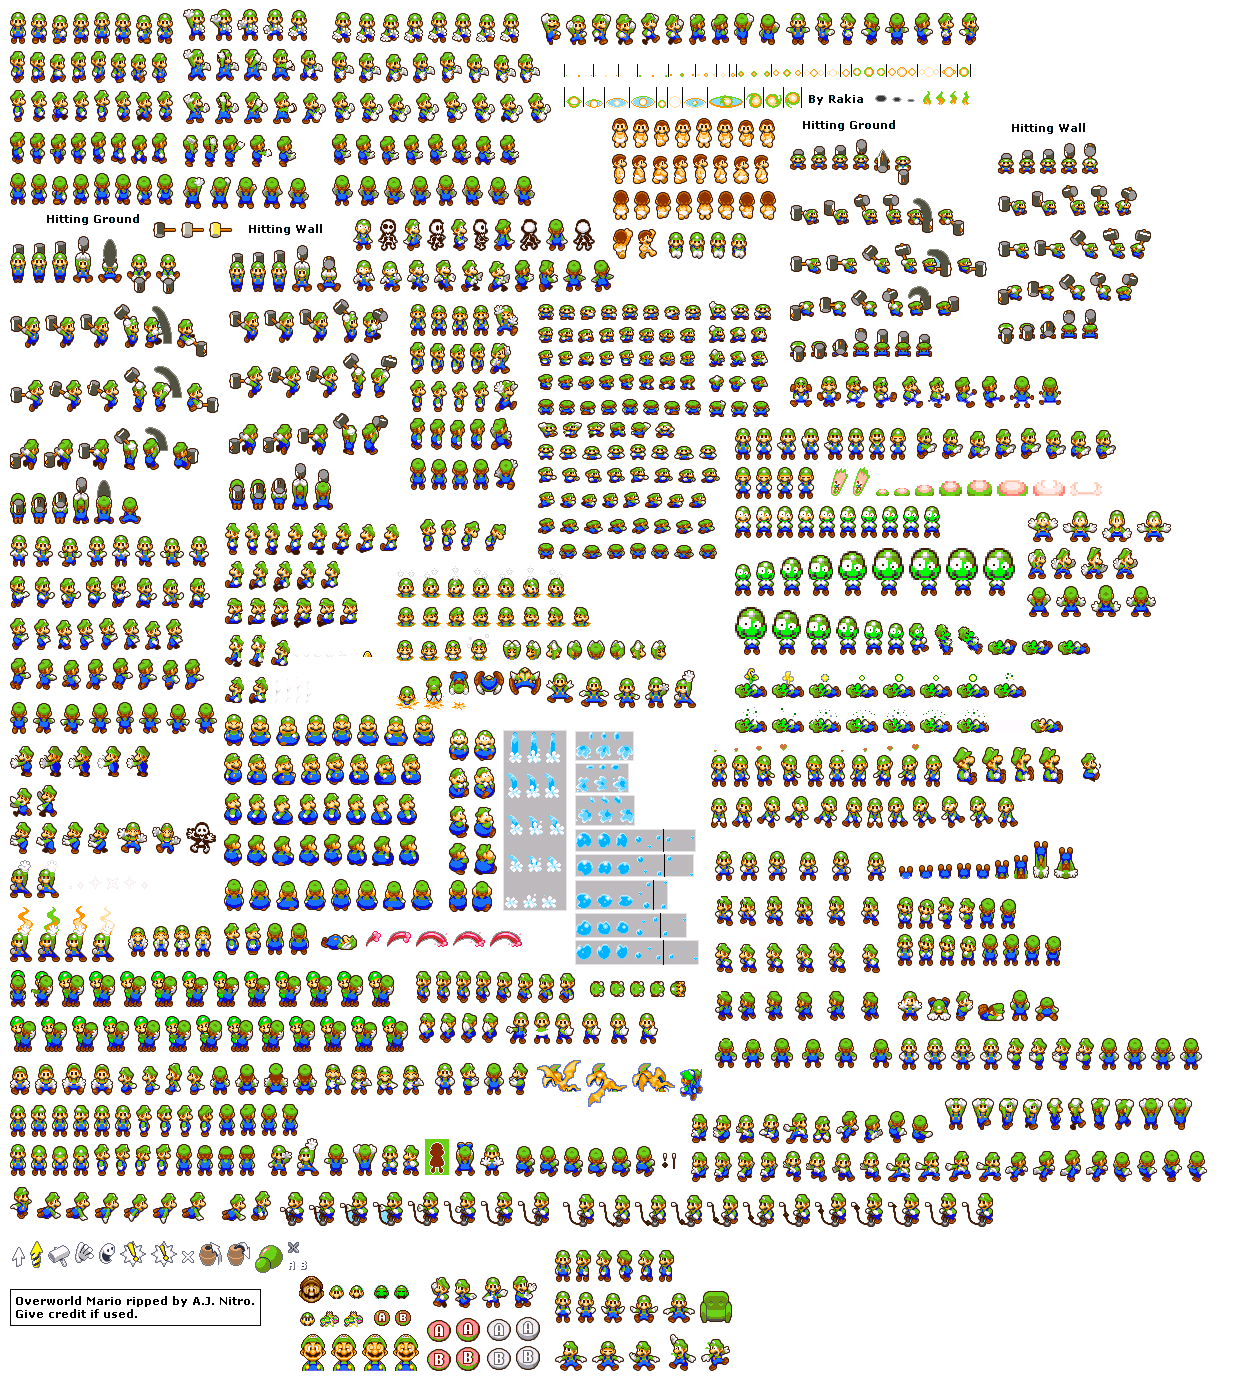 By Rakia
Hitting Ground
Hitting Wall
Hitting Ground
Hitting Wall
A B
Overworld Mario ripped by A.J. Nitro.
Give credit if used.
A B
A A A A
B B B B